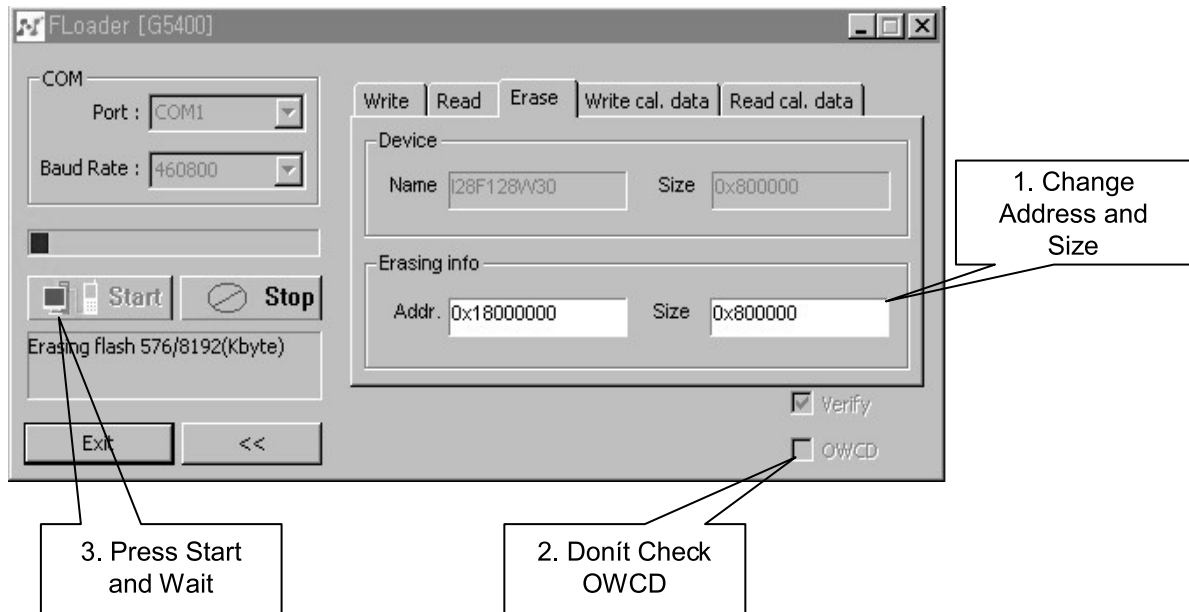 FLoader [G5400]
COM
Port :
COM1
Baud Rate :
460800
Start
Stop
Erasing flash 576/8192(Kbyte)
Exit
<<
Write
Read
Erase
Write cal. data
Read cal. data
Device
Name
I28F128W30
Size
0x800000
Erasing info
Addr.
0x18000000
Size
0x800000
Verify
OWCD
1. Change
Address and
Size
3. Press Start
and Wait
2. Donít Check
OWCD